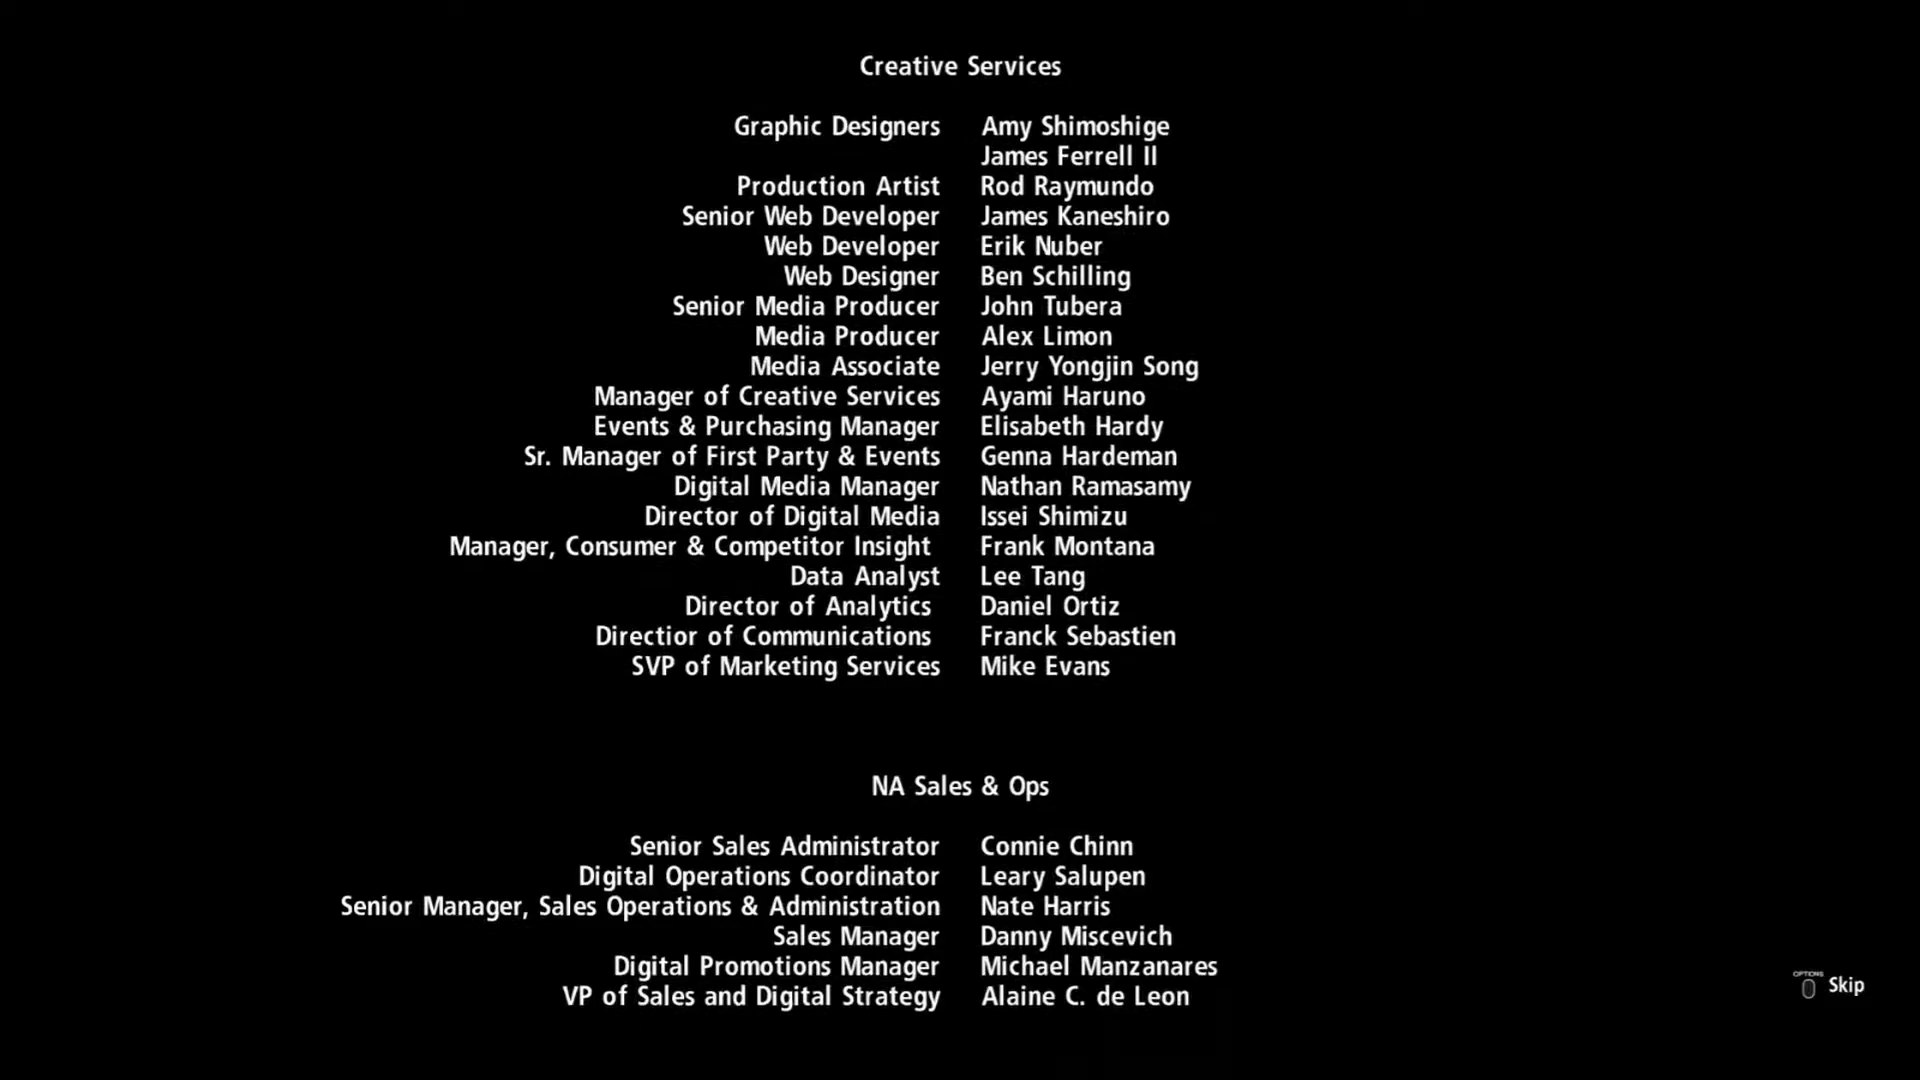 Creative Services
Graphic Designers Amy Shimoshige
James Ferrell II
Production Artist Rod Raymundo
Senior Web Developer James Kaneshiro
Web Developer Erik Nuber
Web Designer Ben Schilling
Senior Media Producer John Tubera
Media Producer Alex Limon
Media Associate Jerry Yongjin Song
Manager of Creative Services Ayami Haruno
Events & Purchasing Manager Elisabeth Hardy
Sr. Manager of First Party & Events Genna Hardeman
Digital Media Manager Nathan Ramasamy
Director of Digital Media Issei Shimizu
Manager, Consumer & Competitor Insight Frank Montana
Data Analyst Lee Tang
Director of Analytics Daniel Ortiz
Directior of Communications Franck Sebastien
SVP of Marketing Services Mike Evans
NA Sales & Ops
Senior Sales Administrator Connie Chinn
Digital Operations Coordinator Leary Salupen
Senior Manager, Sales Operations & Administration Nate Harris
Sales Manager Danny Miscevich
Digital Promotions Manager Michael Manzanares
VP of Sales and Digital Strategy Alaine C. de Leon
OPTIONS Skip